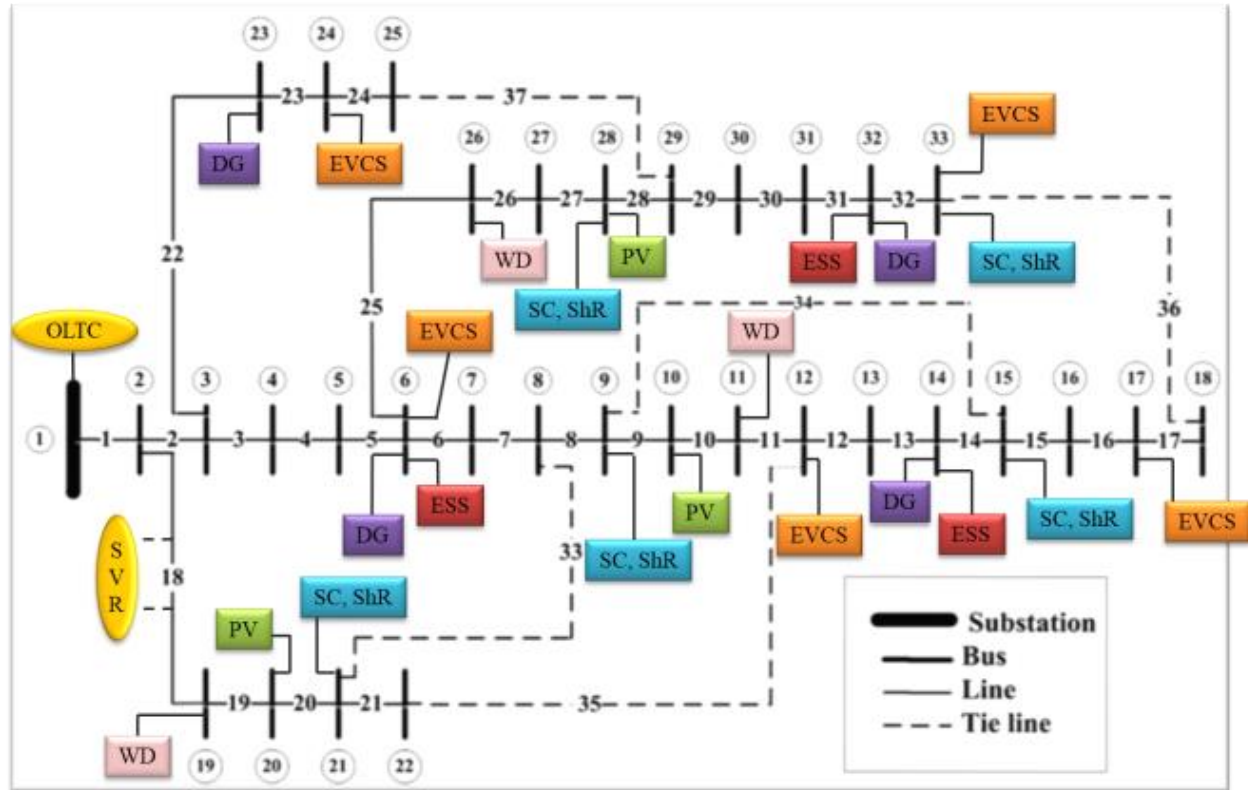 23 24 25
23 24 37
DG EVCS
EVCS
26 27 28 29 30 31 32 33
26 27 28 29 30 31 32
WD PV ESS DG SC, ShR
SC, ShR
22
25
34
36
OLTC
EVCS
WD
1
2 3 4 5 6 7 8 9 10 11 12 13 14 15 16 17 18
1 2 3 4 5 6 7 8 9 10 11 12 13 14 15 16 17
DG ESS
PV
DG
ESS
SC, ShR
EVCS
EVCS
SC, ShR
33
S
V
R
18
SC, ShR
PV
19 20 21 35
WD
19 20 21 22
Substation
Bus
Line
Tie line